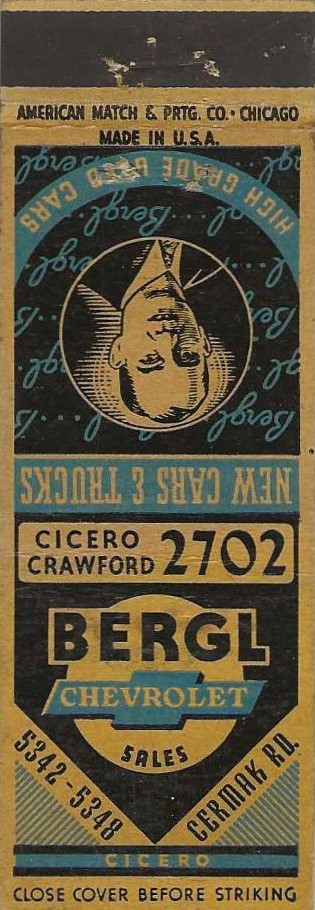 AMERICAN MATCH & PRTG. CO. · CHICAGO
MADE IN U.S.A.
HIGH GRADE USED CARS
Bergl
NEW CARS & TRUCKS
CICERO
CRAWFORD 2702
BERGL
CHEVROLET
SALES
5342-5348
CERMAK RD.
CICERO
CLOSE COVER BEFORE STRIKING